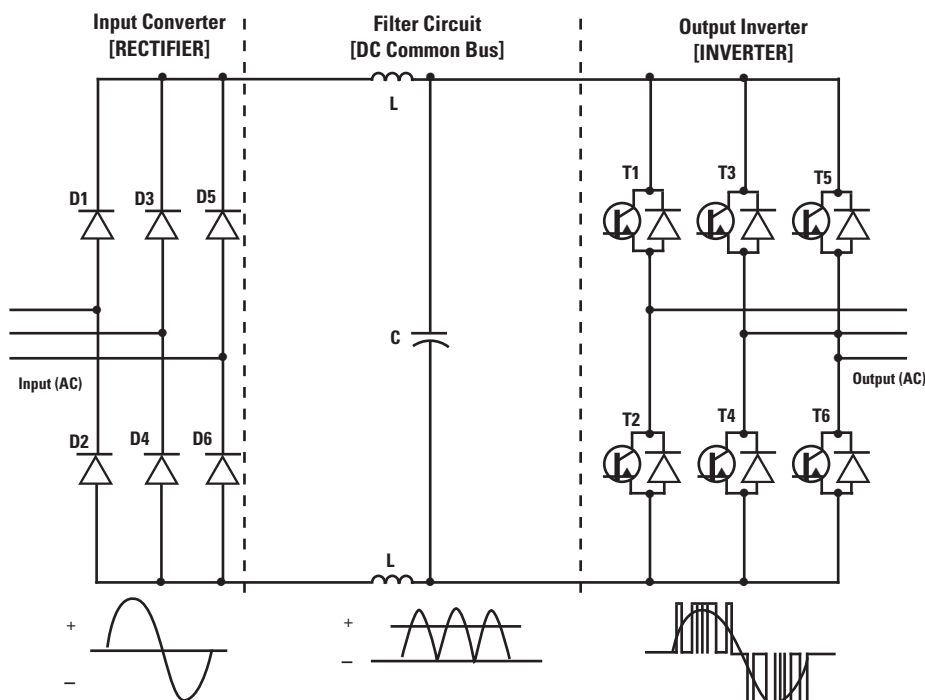 Input Converter
[RECTIFIER]
Filter Circuit
[DC Common Bus]
Output Inverter
[INVERTER]
L
D1
D3
D5
T1
T3
T5
C
Input (AC)
Output (AC)
D2
D4
D6
T2
T4
T6
L
+
–
+
–